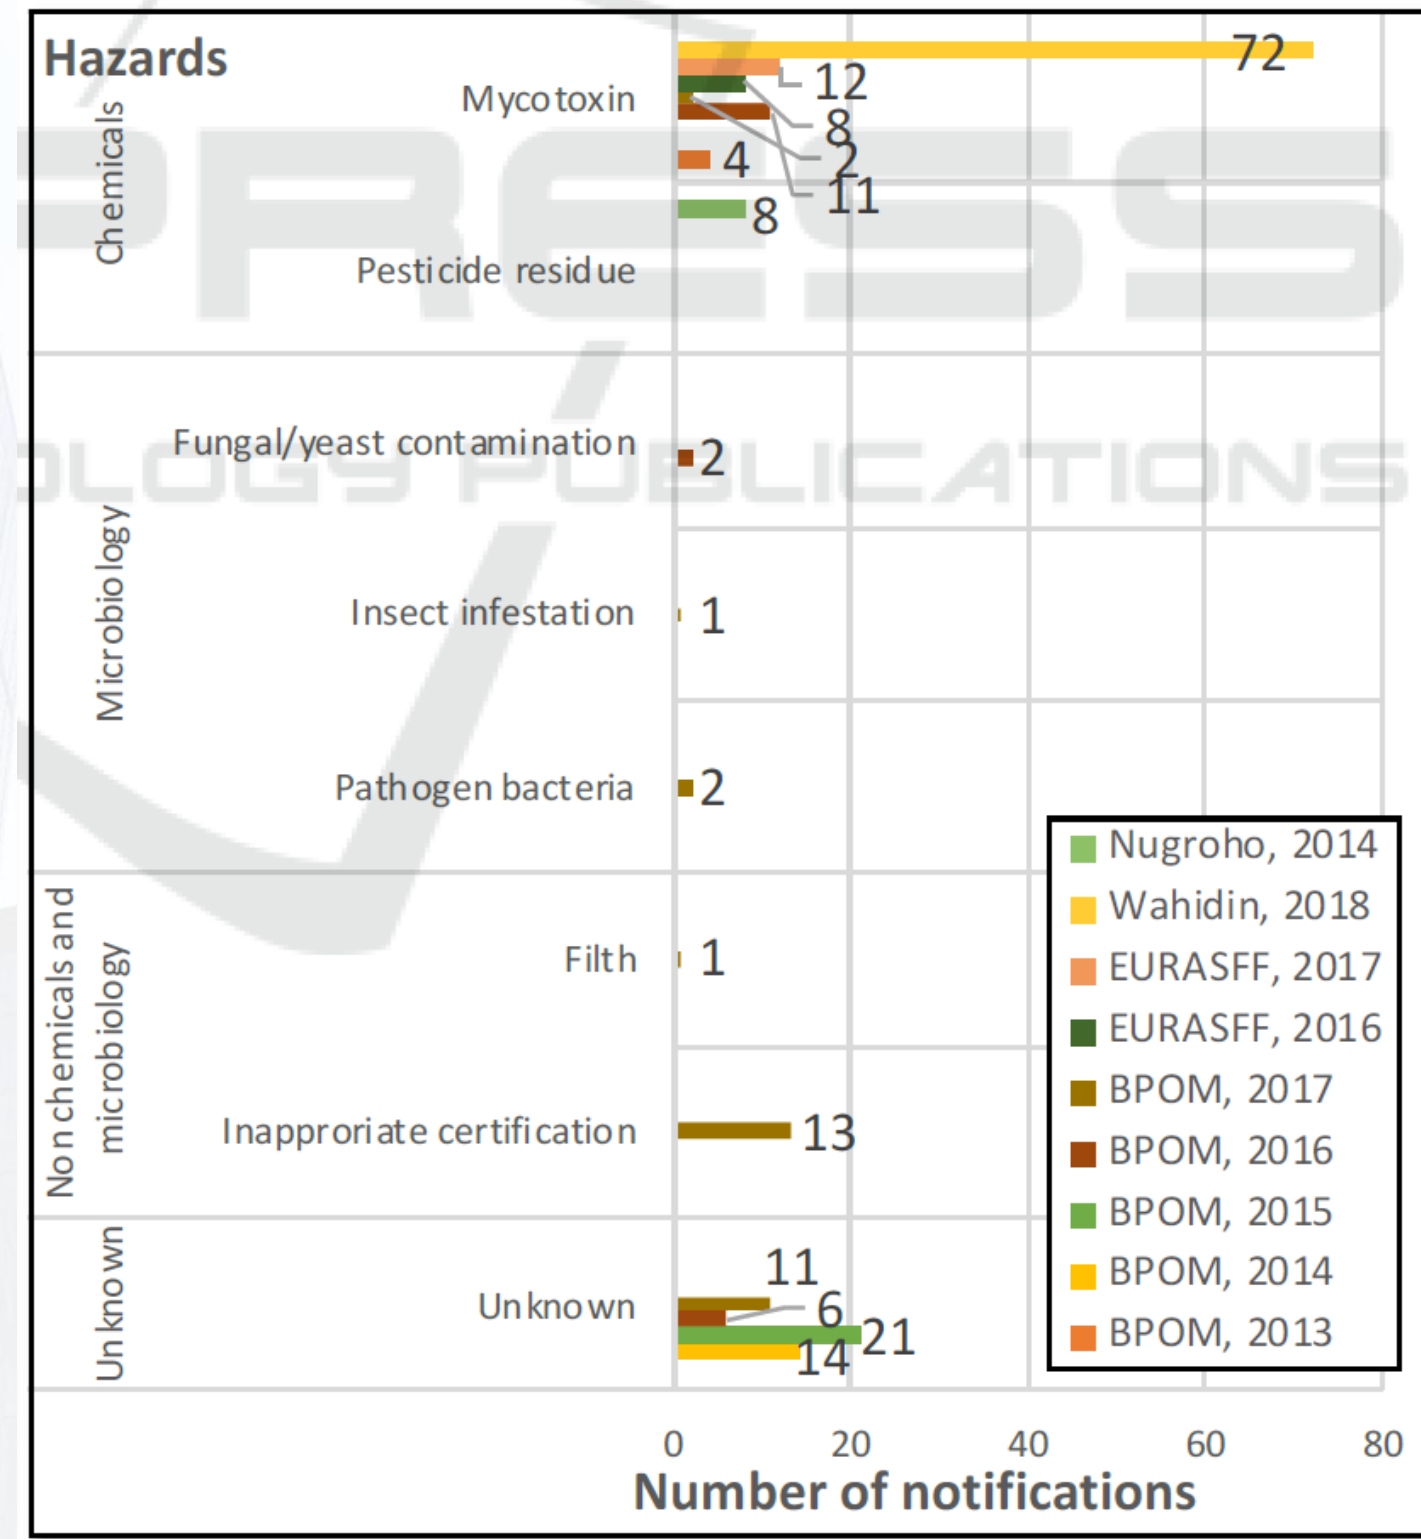 Hazards
Chemicals
Mycotoxin
72
12
8
2
11
4
Pesticide residue
8
Microbiology
Fungal/yeast contamination
2
Insect infestation
1
Pathogen bacteria
2
Non chemicals and
microbiology
Filth
1
Inapproriate certification
13
Unknown
Unknown
11
6
21
14
Nugroho, 2014
Wahidin, 2018
EURASFF, 2017
EURASFF, 2016
BPOM, 2017
BPOM, 2016
BPOM, 2015
BPOM, 2014
BPOM, 2013
0 20 40 60 80
Number of notifications
PRESS
OLOGY PUBLICATIONS